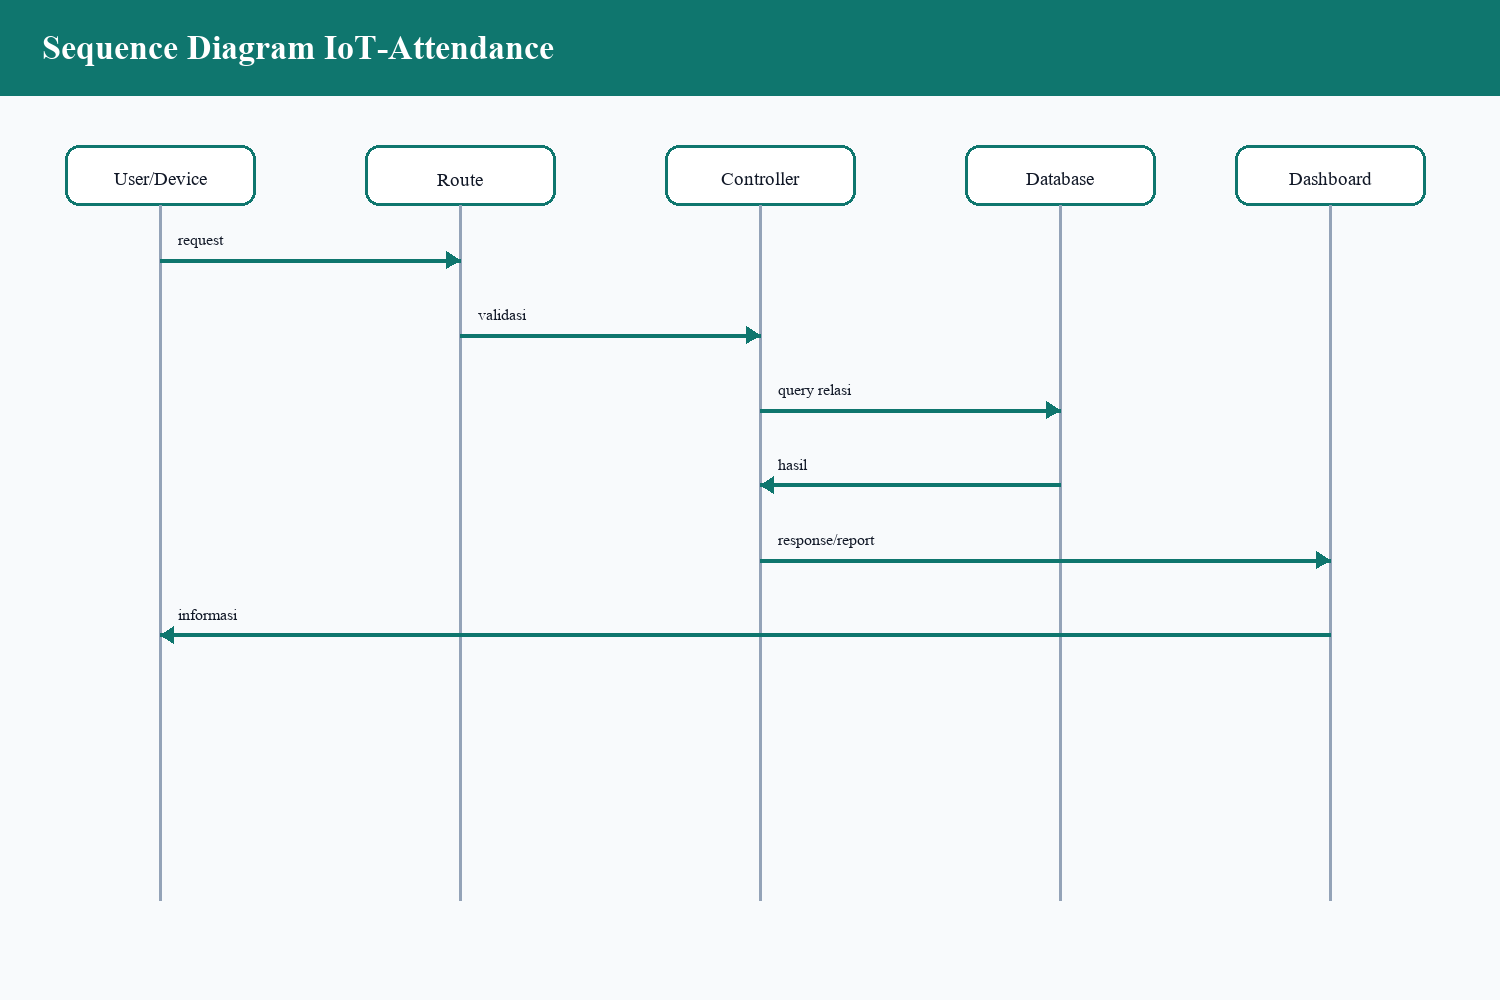 Sequence Diagram IoT-Attendance
User/Device
Route
Controller
Database
Dashboard
request
validasi
query relasi
hasil
response/report
informasi